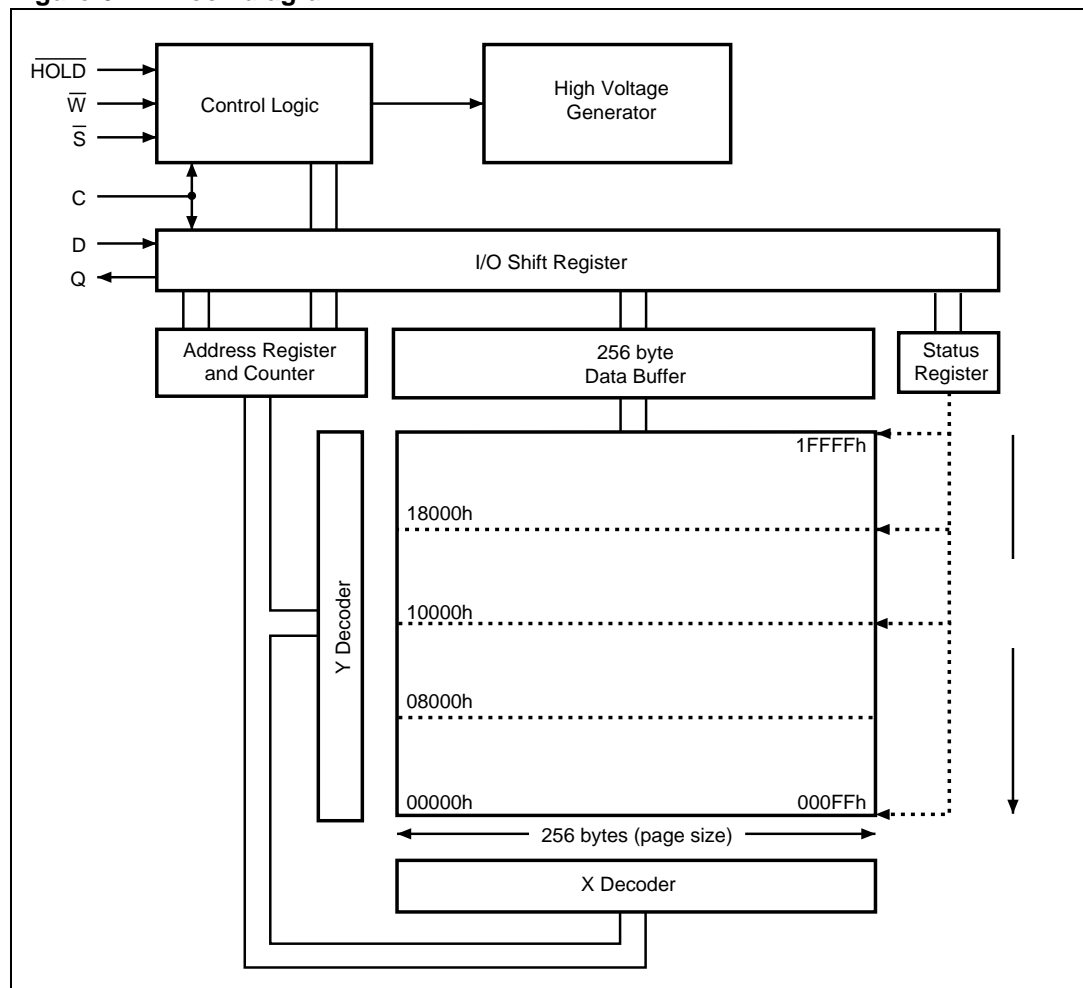 HOLD
W
S
C
D
Q
Control Logic
High Voltage
Generator
I/O Shift Register
Address Register
and Counter
256 byte
Data Buffer
Status
Register
Y Decoder
1FFFFh
18000h
10000h
08000h
00000h
000FFh
256 bytes (page size)
X Decoder